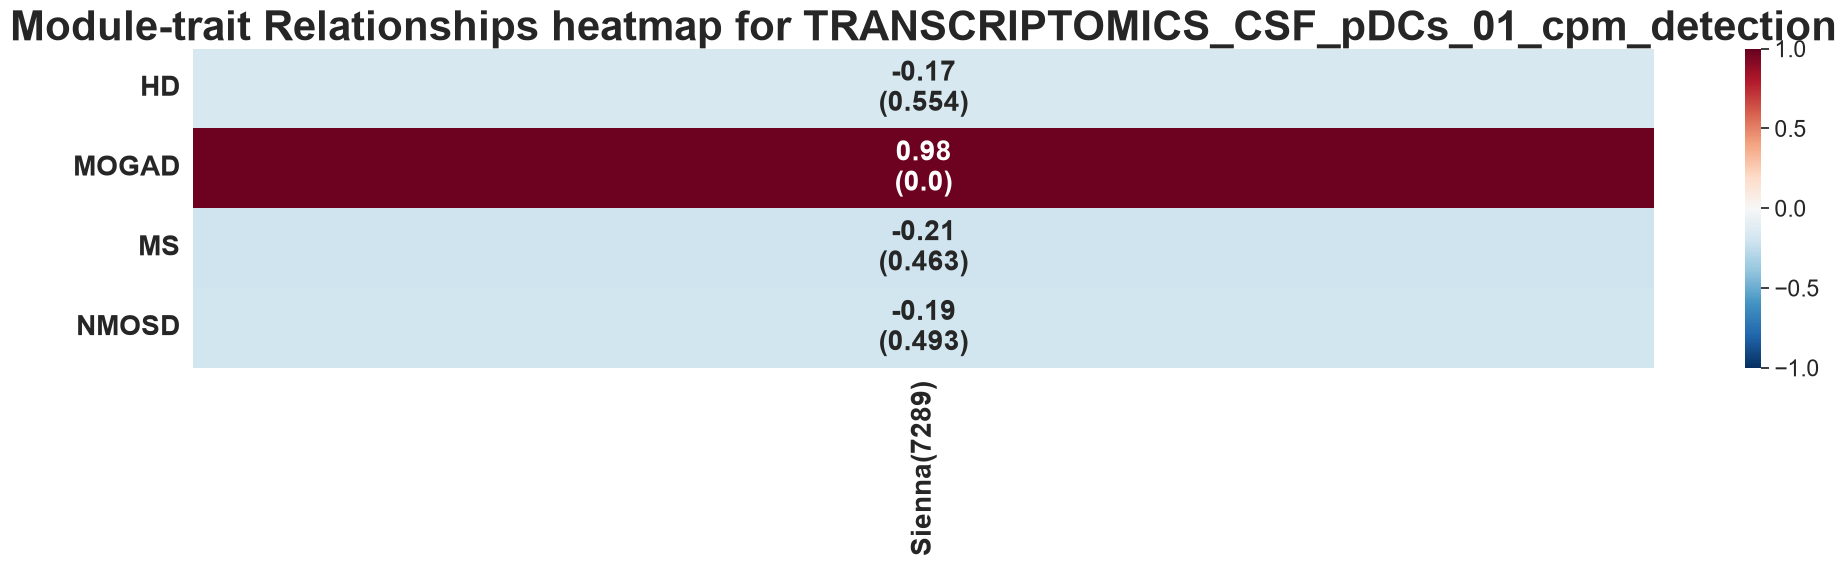 Module-trait Relationships heatmap for TRANSCRIPTOMICS_CSF_pDCs_01_cpm_detection
HD
-0.17
(0.554)
MOGAD
0.98
(0.0)
MS
-0.21
(0.463)
NMOSD
-0.19
(0.493)
Sienna(7289)
1.0
0.5
0.0
−0.5
−1.0